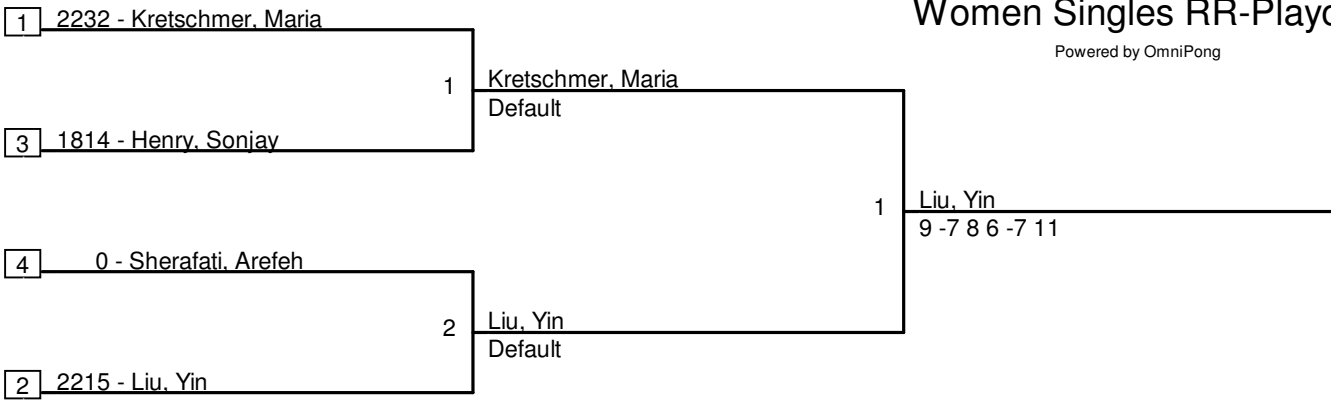 Women Singles RR-Playo
Powered by OmniPong
1 2232 - Kretschmer, Maria
1 Kretschmer, Maria
Default
3 1814 - Henry, Sonjay
1 Liu, Yin
9 -7 8 6 -7 11
4 0 - Sherafati, Arefeh
2 Liu, Yin
Default
2 2215 - Liu, Yin